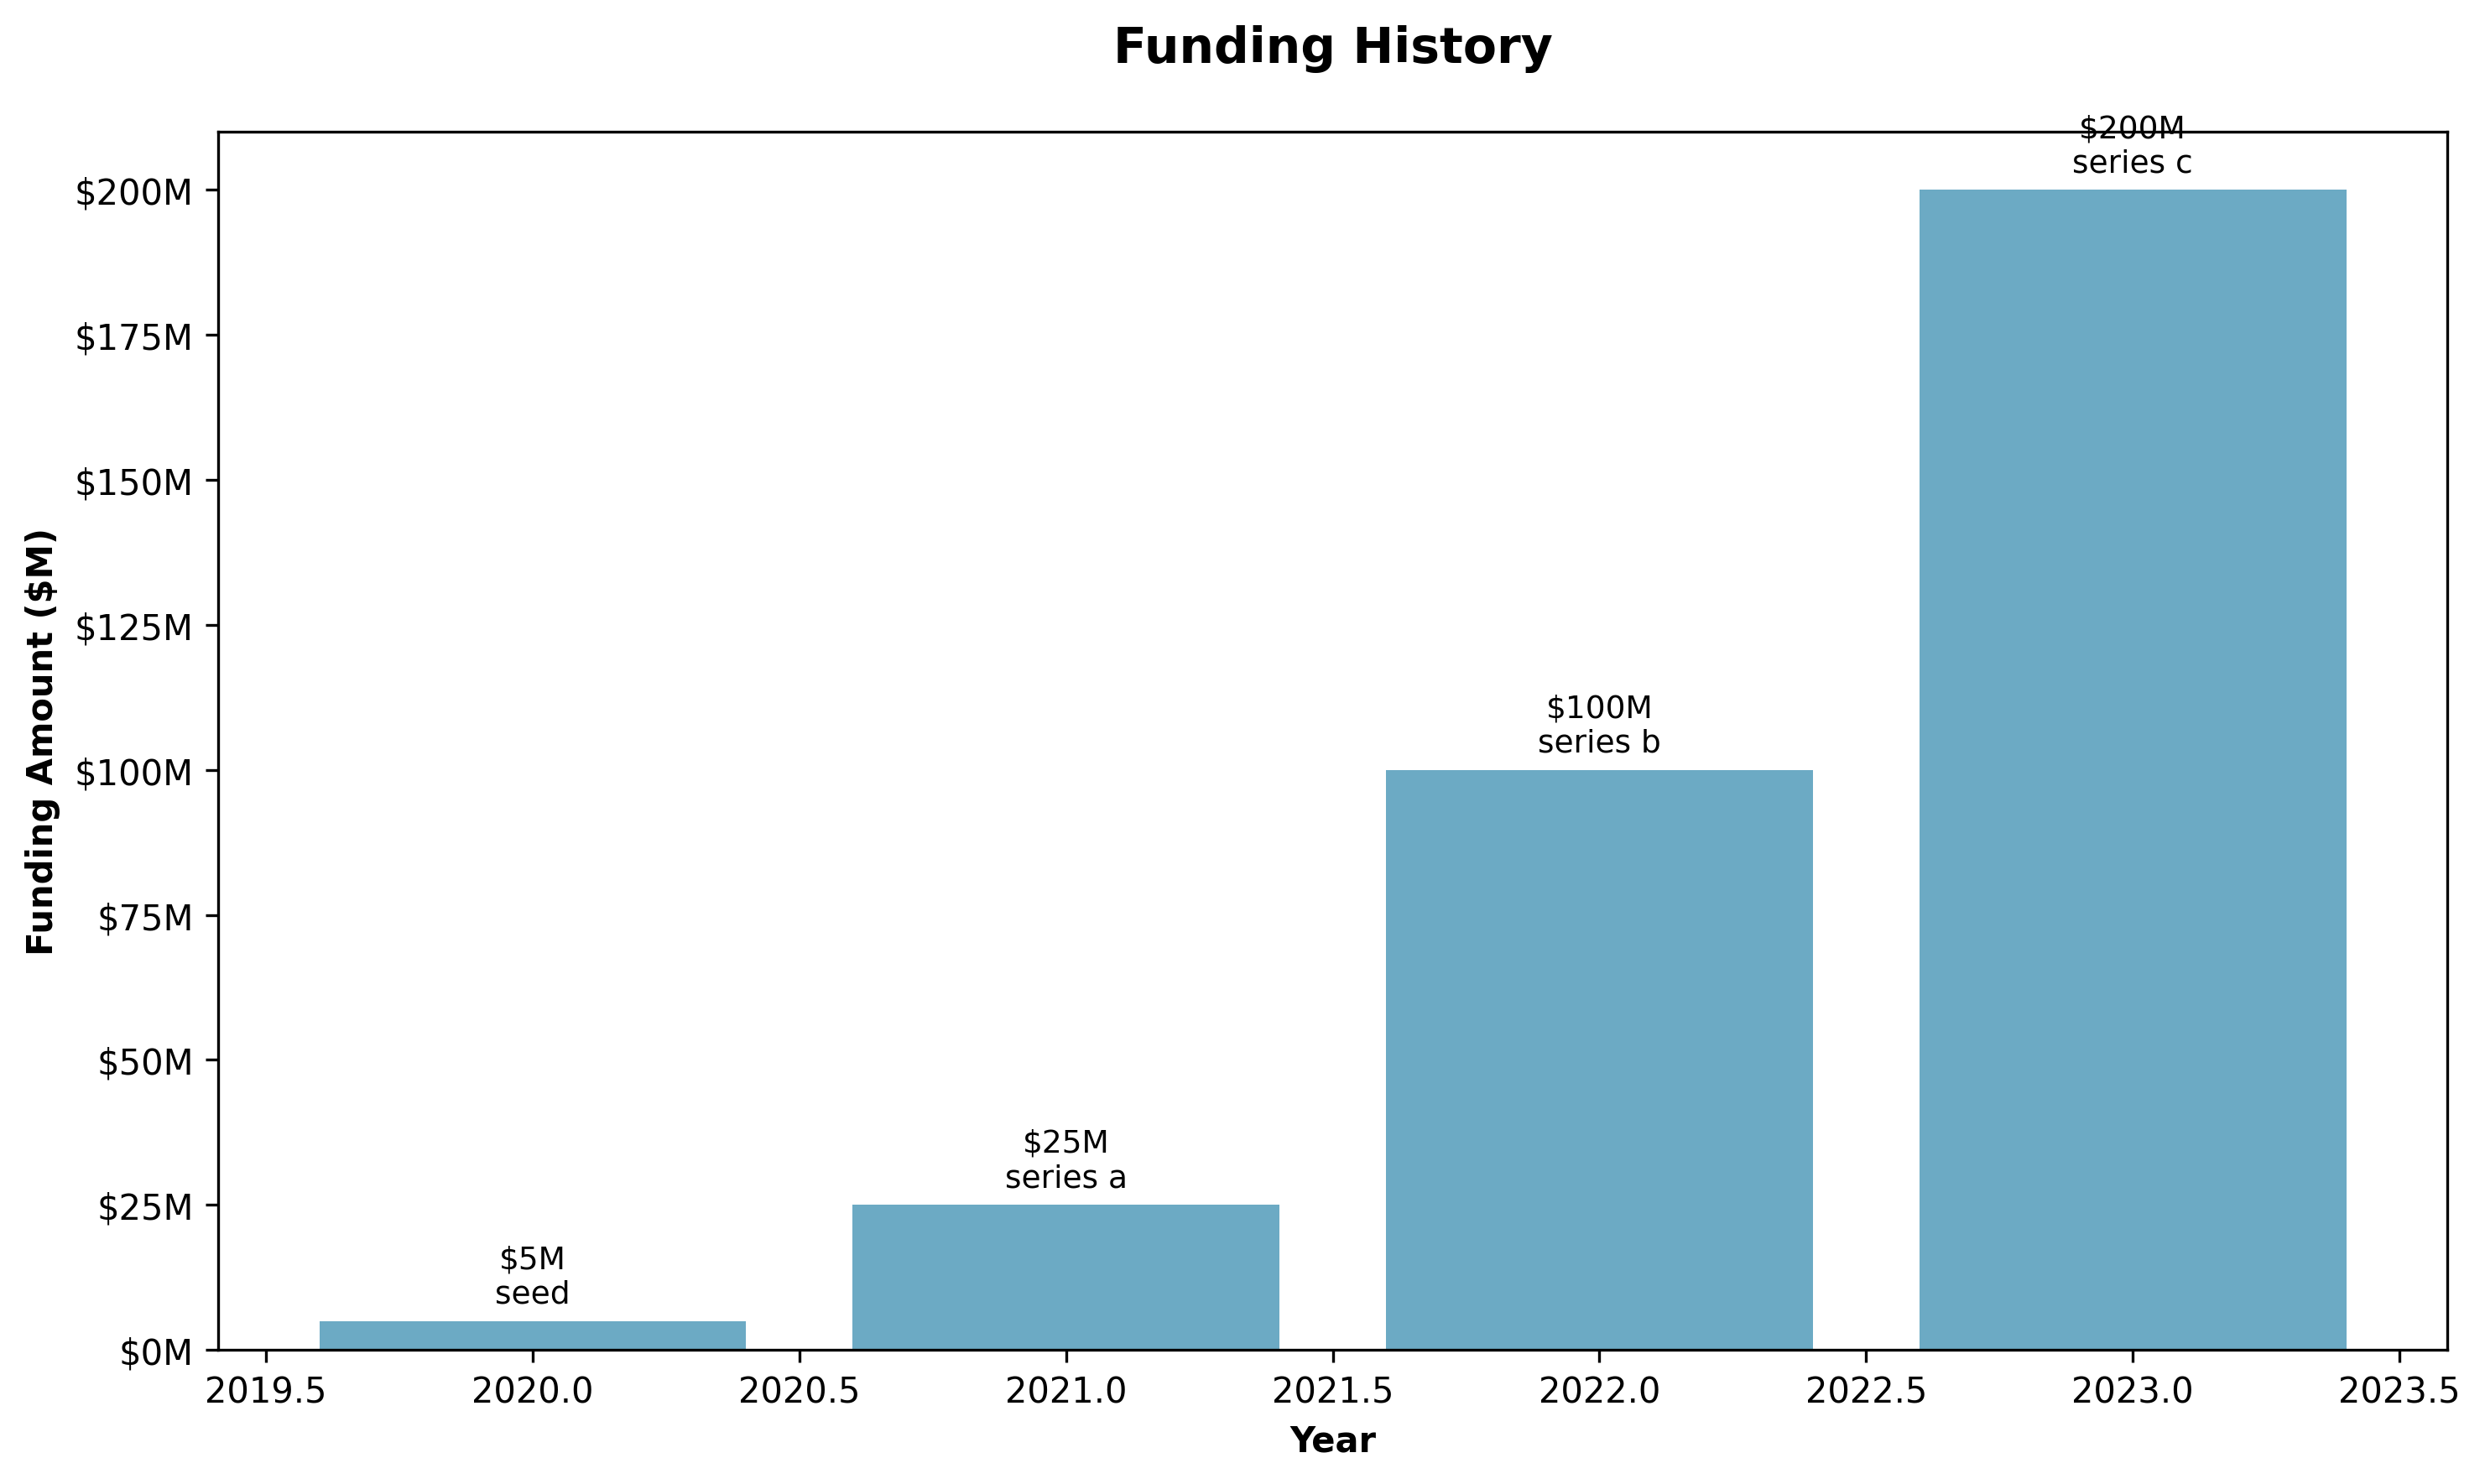 Funding History
$200M
series c
$200M
$175M
$150M
$125M
$100M
$75M
$50M
$25M
$0M
Funding Amount ($M)
$100M
series b
$25M
series a
$5M
seed
2019.5
2020.0
2020.5
2021.0
2021.5
2022.0
2022.5
2023.0
2023.5
Year